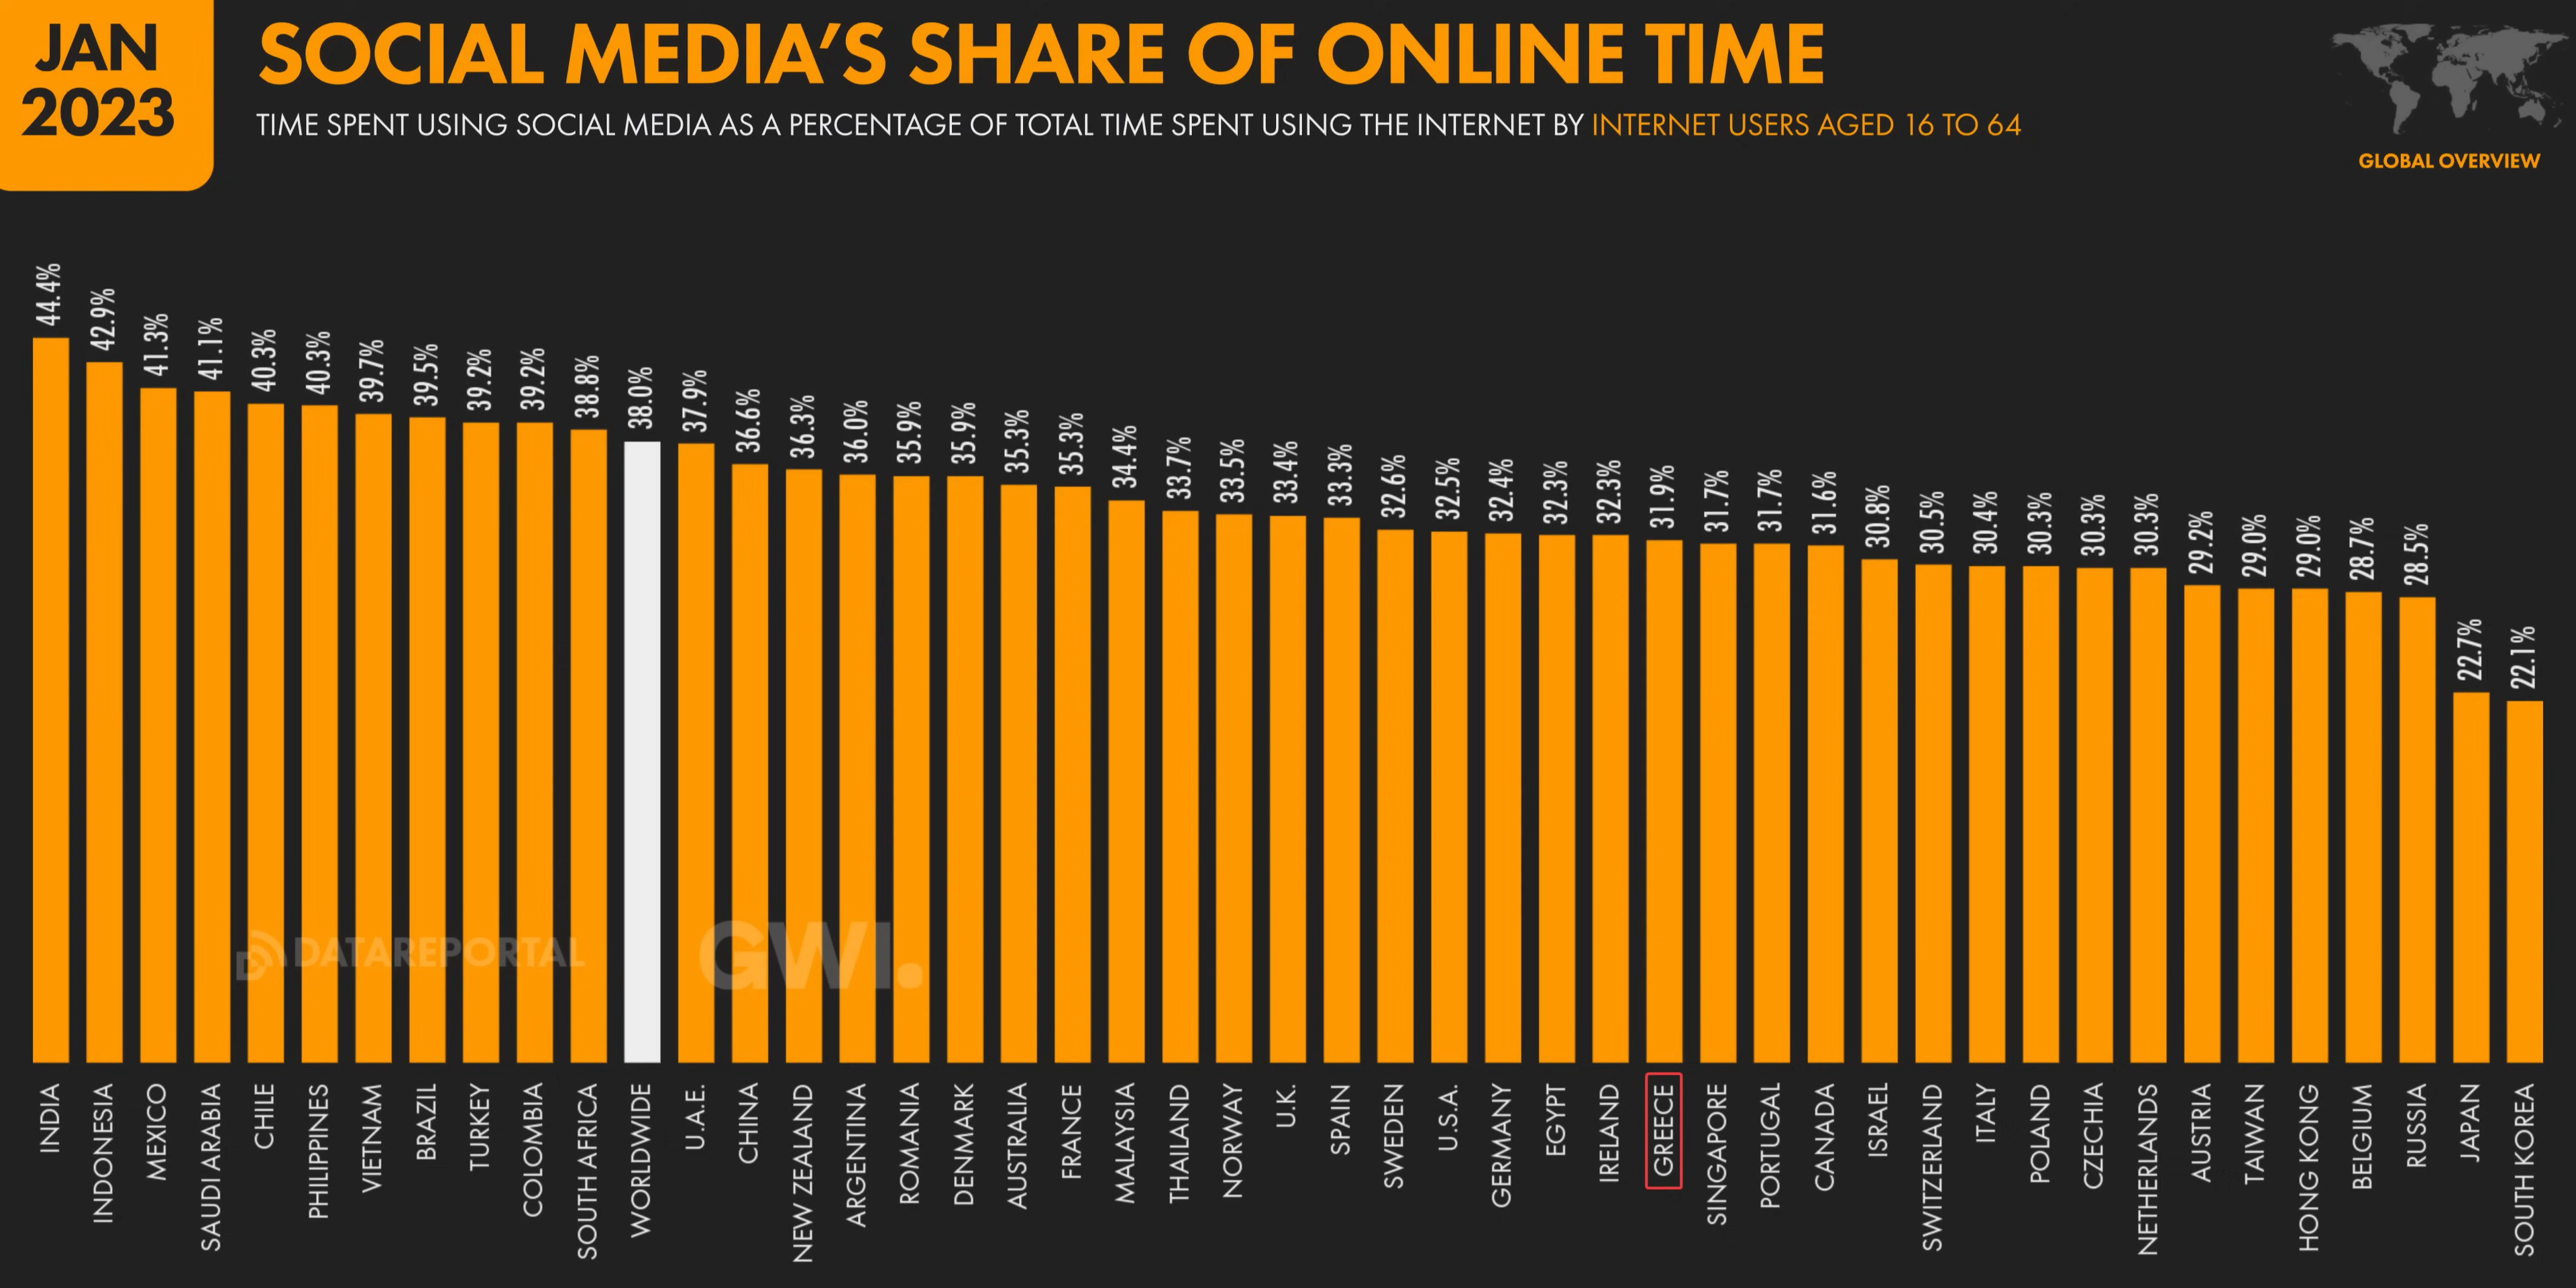 JAN
2023
SOCIAL MEDIA'S SHARE OF ONLINE TIME
TIME SPENT USING SOCIAL MEDIA AS A PERCENTAGE OF TOTAL TIME SPENT USING THE INTERNET BY INTERNET USERS AGED 16 TO 64
GLOBAL OVERVIEW
44.4%
42.9%
41.3%
41.1%
40.3%
40.3%
39.7%
39.5%
39.2%
39.2%
38.8%
38.0%
37.9%
36.6%
36.3%
36.0%
35.9%
35.9%
35.3%
35.3%
34.4%
33.7%
33.5%
33.4%
33.3%
32.6%
32.5%
32.4%
32.3%
32.3%
31.9%
31.7%
31.7%
31.6%
30.8%
30.5%
30.4%
30.3%
30.3%
30.3%
29.2%
29.0%
29.0%
28.7%
28.5%
22.7%
22.1%
DATAREPORTAL
GWI.
INDIA
INDONESIA
MEXICO
SAUDI ARABIA
CHILE
PHILIPPINES
VIETNAM
BRAZIL
TURKEY
COLOMBIA
SOUTH AFRICA
WORLDWIDE
U.A.E.
CHINA
NEW ZEALAND
ARGENTINA
ROMANIA
DENMARK
AUSTRALIA
FRANCE
MALAYSIA
THAILAND
NORWAY
U.K.
SPAIN
SWEDEN
U.S.A.
GERMANY
EGYPT
IRELAND
GREECE
SINGAPORE
PORTUGAL
CANADA
ISRAEL
SWITZERLAND
ITALY
POLAND
CZECHIA
NETHERLANDS
AUSTRIA
TAIWAN
HONG KONG
BELGIUM
RUSSIA
JAPAN
SOUTH KOREA